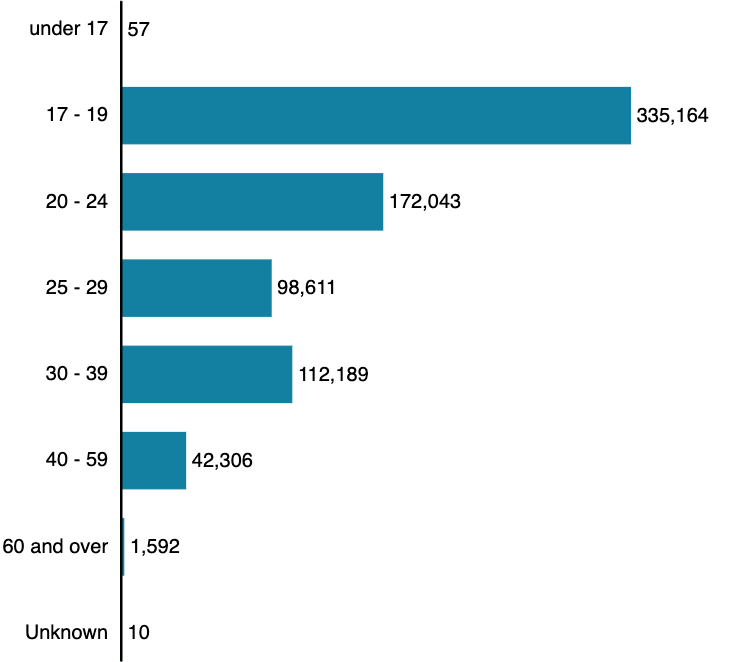 under 17 57
17 - 19 335,164
20 - 24 172,043
25 - 29 98,611
30 - 39 112,189
40 - 59 42,306
60 and over 1,592
Unknown 10